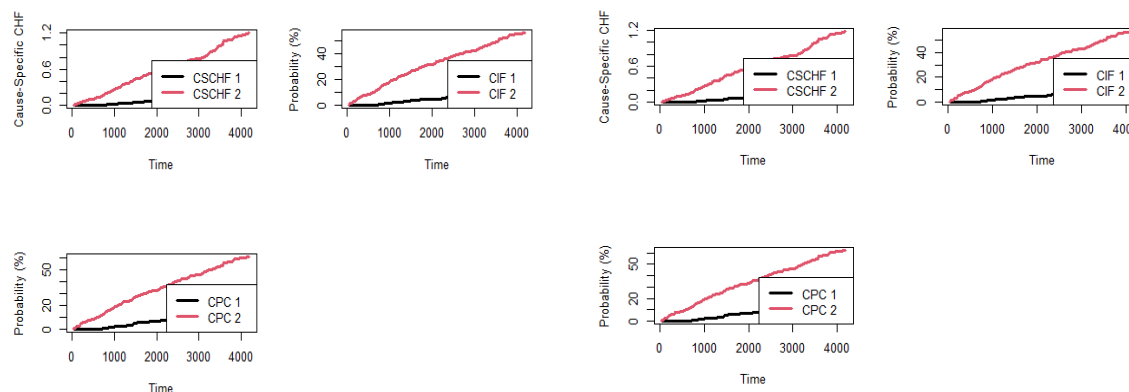 Cause-Specific CHF
0.0 0.6 1.2
CSCHF 1
CSCHF 2
0 1000 2000 3000 4000
Time
Probability (%)
0 20 40
CIF 1
CIF 2
0 1000 2000 3000 4000
Time
Cause-Specific CHF
0.0 0.6 1.2
CSCHF 1
CSCHF 2
0 1000 2000 3000 4000
Time
Probability (%)
0 20 40
CIF 1
CIF 2
0 1000 2000 3000 40
Time
Probability (%)
0 20 50
CPC 1
CPC 2
0 1000 2000 3000 4000
Time
Probability (%)
0 20 50
CPC 1
CPC 2
0 1000 2000 3000 4000
Time